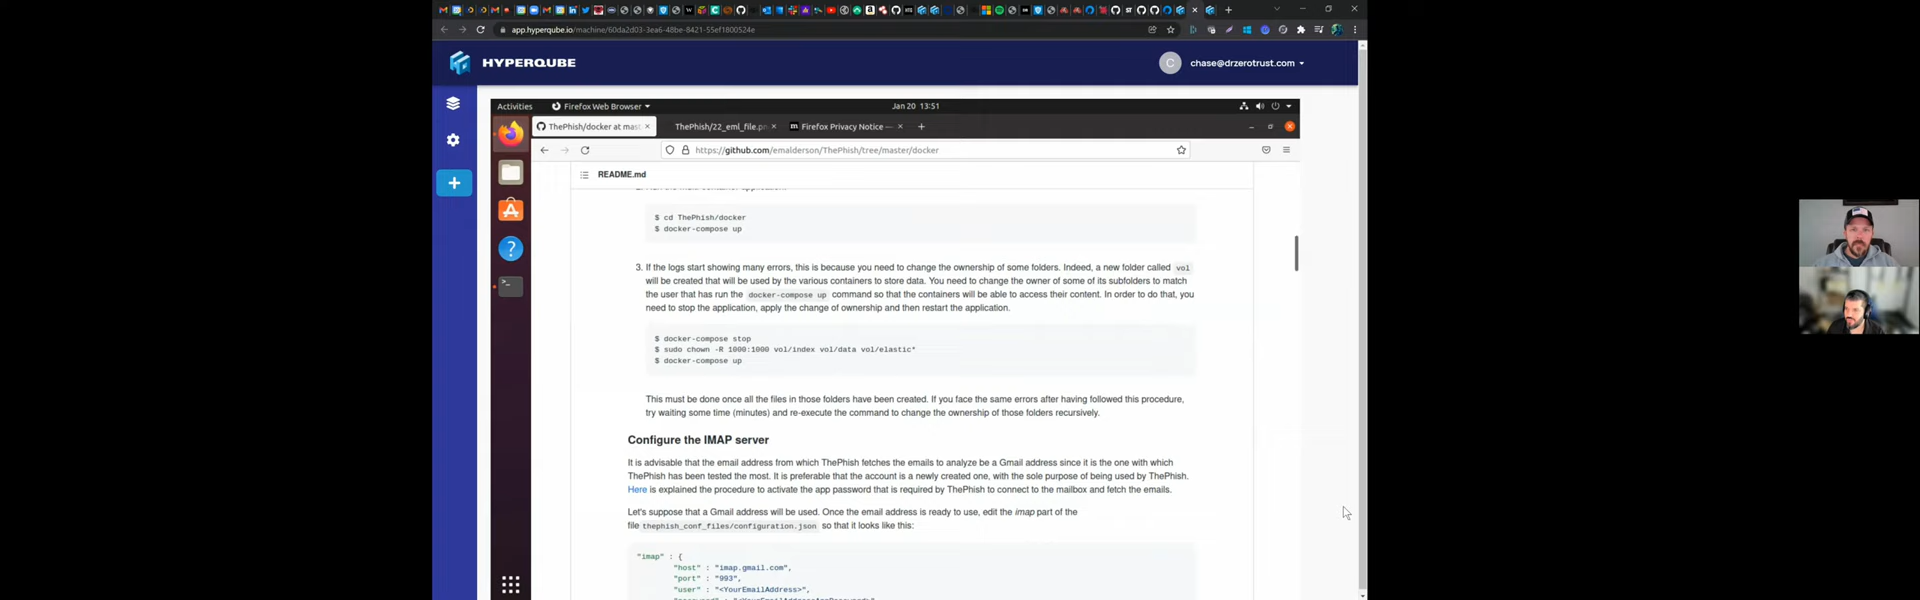 app.hyperqube.io/machine/60da2d03-3ea6-48be-8421-55ef1800524e
HYPERQUBE
C
chase@drzerotrust.com
Activities
Firefox Web Browser
Jan 20 13:51
ThePhish/docker at mast
ThePhish/22_eml_file.pn
Firefox Privacy Notice —
https://github.com/emalderson/ThePhish/tree/master/docker
README.md
$ cd ThePhish/docker
$ docker-compose up
3. If the logs start showing many errors, this is because you need to change the ownership of some folders. Indeed, a new folder called vol
will be created that will be used by the various containers to store data. You need to change the owner of some of its subfolders to match
the user that has run the docker-compose up command so that the containers will be able to access their content. In order to do that, you
need to stop the application, apply the change of ownership and then restart the application.
$ docker-compose stop
$ sudo chown -R 1000:1000 vol/index vol/data vol/elastic*
$ docker-compose up
This must be done once all the files in those folders have been created. If you face the same errors after having followed this procedure,
try waiting some time (minutes) and re-execute the command to change the ownership of those folders recursively.
Configure the IMAP server
It is advisable that the email address from which ThePhish fetches the emails to analyze be a Gmail address since it is the one with which
ThePhish has been tested the most. It is preferable that the account is a newly created one, with the sole purpose of being used by ThePhish.
Here is explained the procedure to activate the app password that is required by ThePhish to connect to the mailbox and fetch the emails.
Let's suppose that a Gmail address will be used. Once the email address is ready to use, edit the imap part of the
file thephish_conf_files/configuration.json so that it looks like this:
"imap" : {
"host" : "imap.gmail.com",
"port" : "993",
"user" : "<YourEmailAddress>",